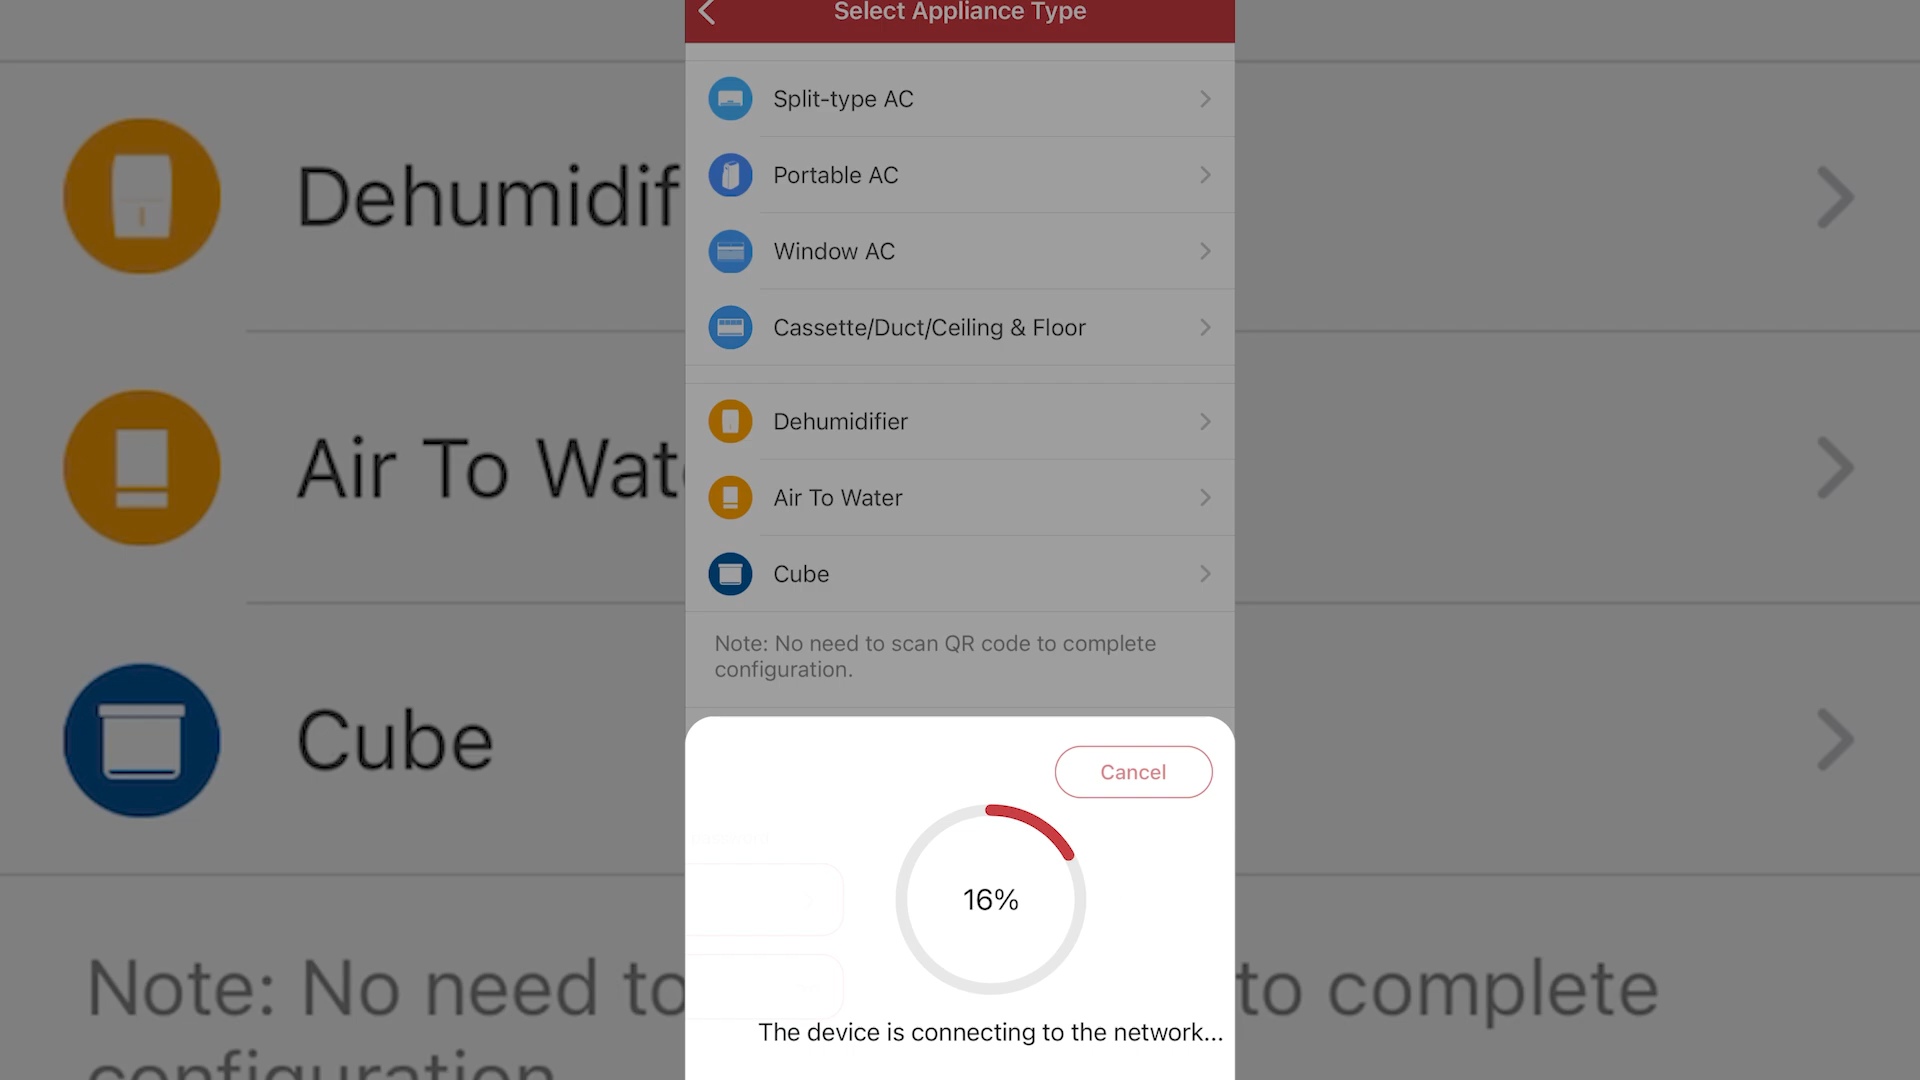 Select Appliance Type
Split-type AC
Portable AC
Window AC
Cassette/Duct/Ceiling & Floor
Dehumidifier
Air To Water
Cube
Note: No need to scan QR code to complete
configuration.
Cancel
16%
The device is connecting to the network...
Dehumidif
Air To Wat
Cube
Note: No need to
to complete
configuration